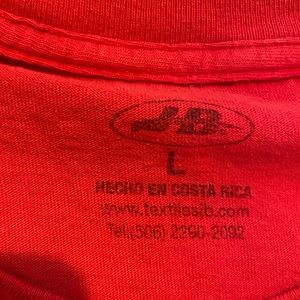 JB
L
HECHO EN COSTA RICA
www.textilesjb.com
Tel.(506) 2290-2092